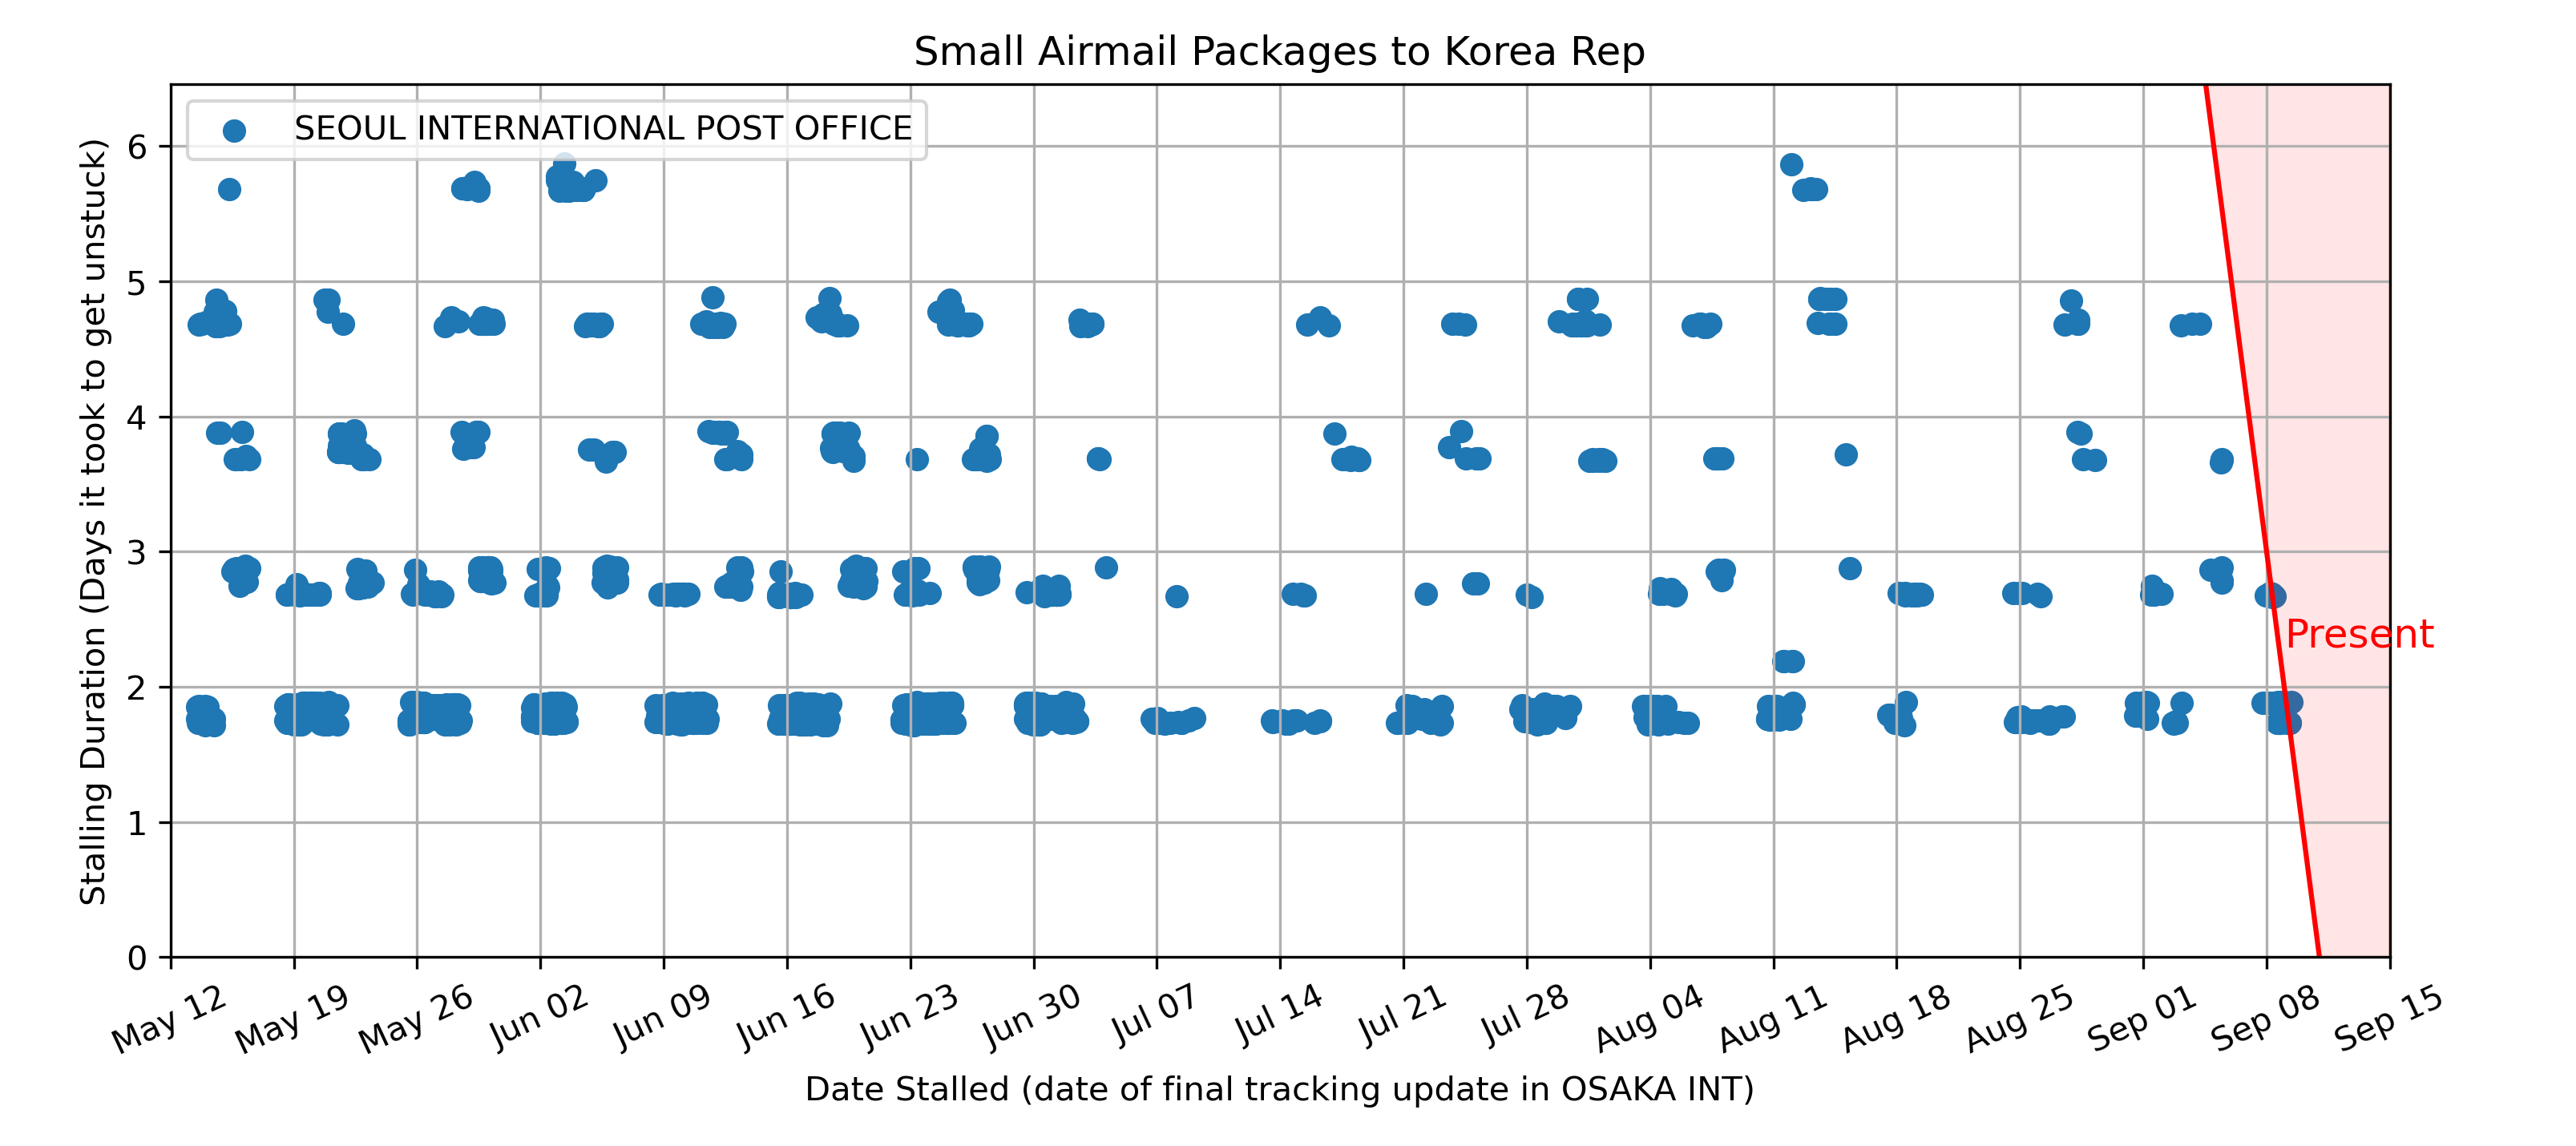 Small Airmail Packages to Korea Rep
SEOUL INTERNATIONAL POST OFFICE
Stalling Duration (Days it took to get unstuck)
6
5
4
3
2
1
0
Present
May 12
May 19
May 26
Jun 02
Jun 09
Jun 16
Jun 23
Jun 30
Jul 07
Jul 14
Jul 21
Jul 28
Aug 04
Aug 11
Aug 18
Aug 25
Sep 01
Sep 08
Sep 15
Date Stalled (date of final tracking update in OSAKA INT)